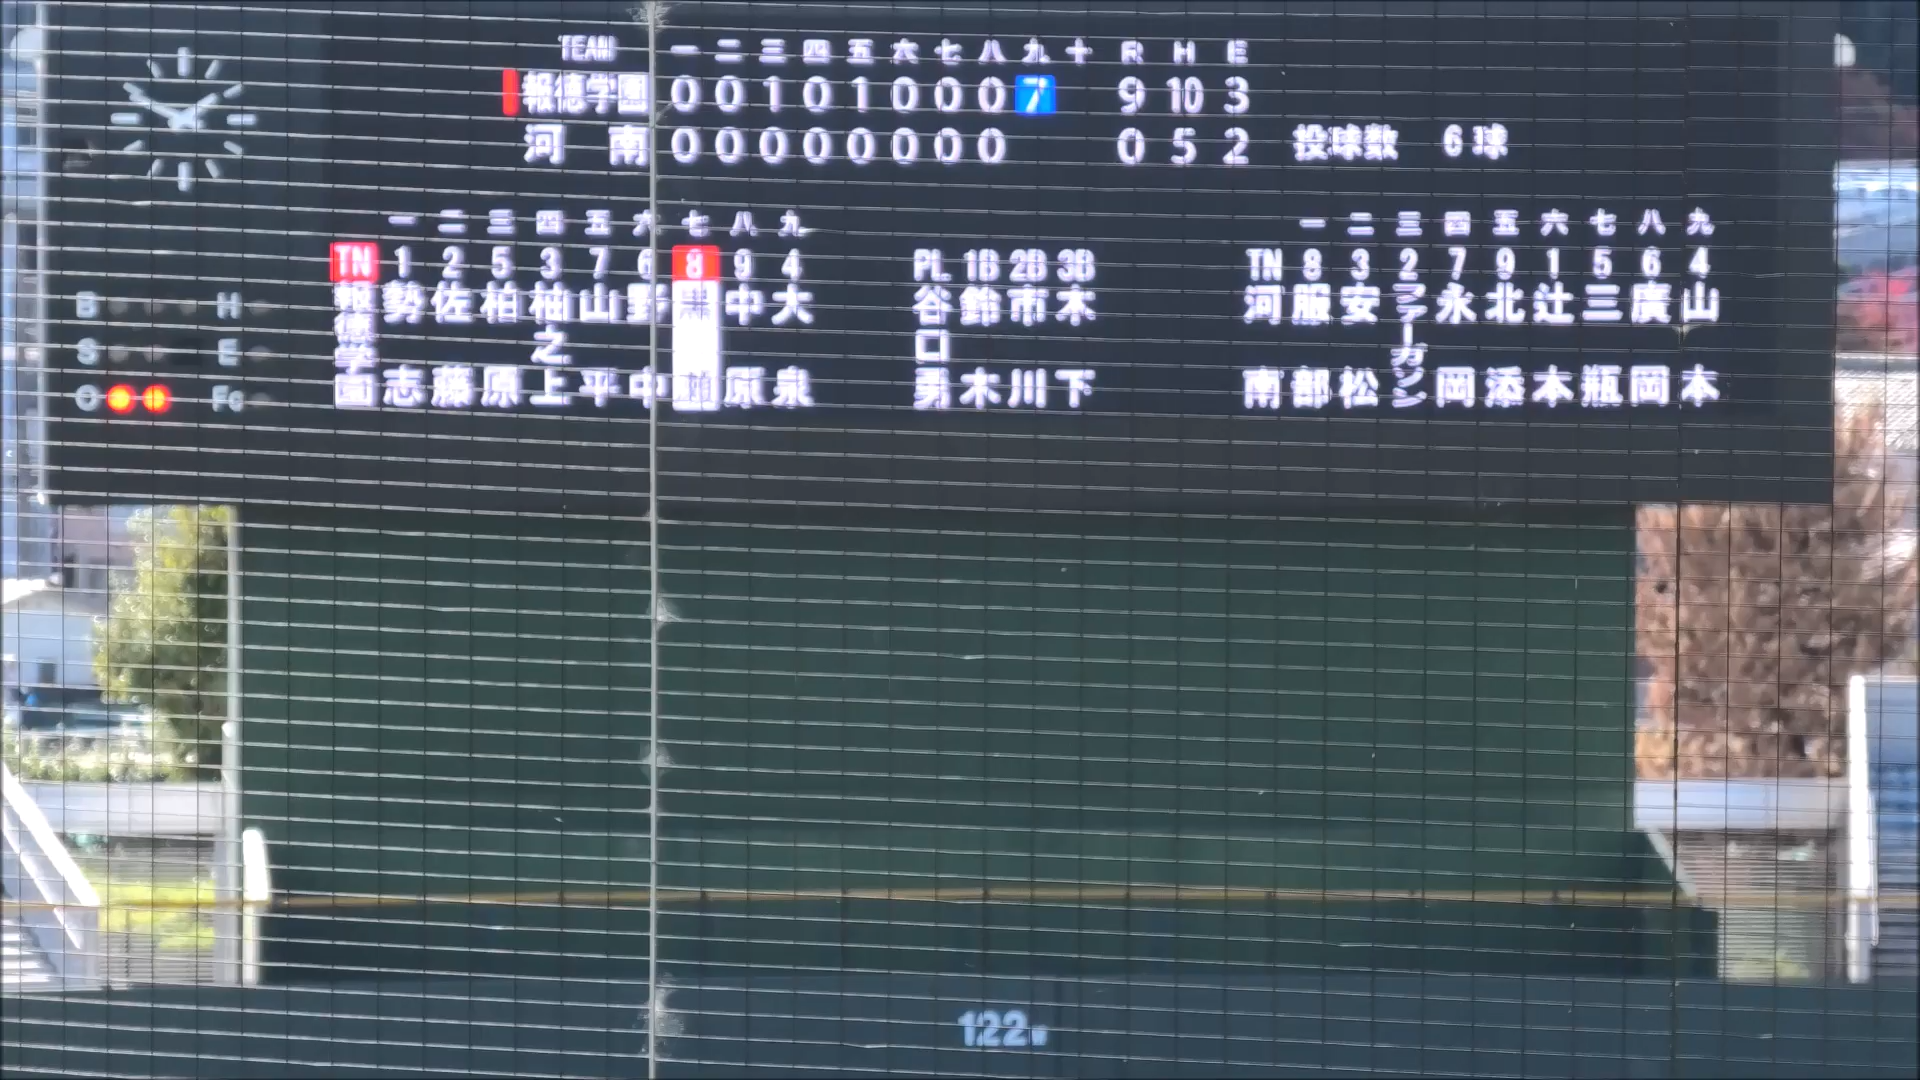 TEAM 一 二 三 四 五 六 七 八 九 十 R H E
報徳学園 0 0 1 0 1 0 0 0 7 9 10 3
河南 0 0 0 0 0 0 0 0 0 5 2 投球数 6球
一 二 三 四 五 六 七 八 九
TN 1 2 5 3 7 6 8 9 4
報徳学園 勢志 佐藤 柏原 柚之上 山平 野中 中原 大泉
PL 1B 2B 3B
谷口勇 鈴木 市川 木下
一 二 三 四 五 六 七 八 九
TN 8 3 2 7 9 1 5 6 4
河南 服部 安松 ファーガソン 永岡 北添 辻本 三瓶 廣岡 山本
B H
S E
O Fc
122m